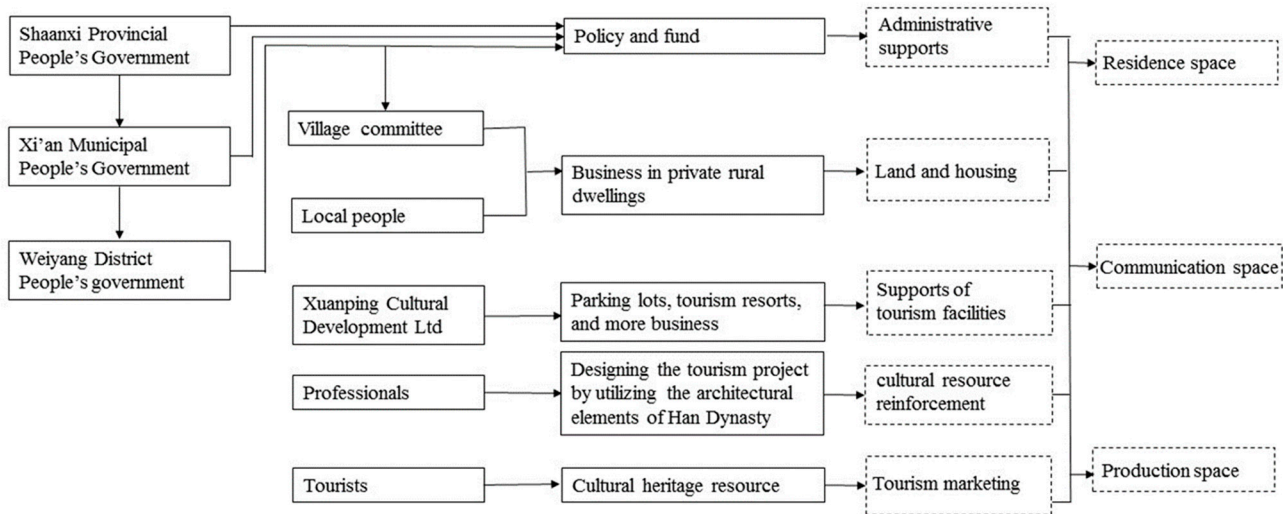 Shaanxi Provincial
People's Government
Policy and fund
Administrative
supports
Residence space
Xi'an Municipal
People's Government
Village committee
Business in private rural
dwellings
Land and housing
Local people
Weiyang District
People's government
Communication space
Xuanping Cultural
Development Ltd
Parking lots, tourism resorts,
and more business
Supports of
tourism facilities
Professionals
Designing the tourism project
by utilizing the architectural
elements of Han Dynasty
cultural resource
reinforcement
Tourists
Cultural heritage resource
Tourism marketing
Production space